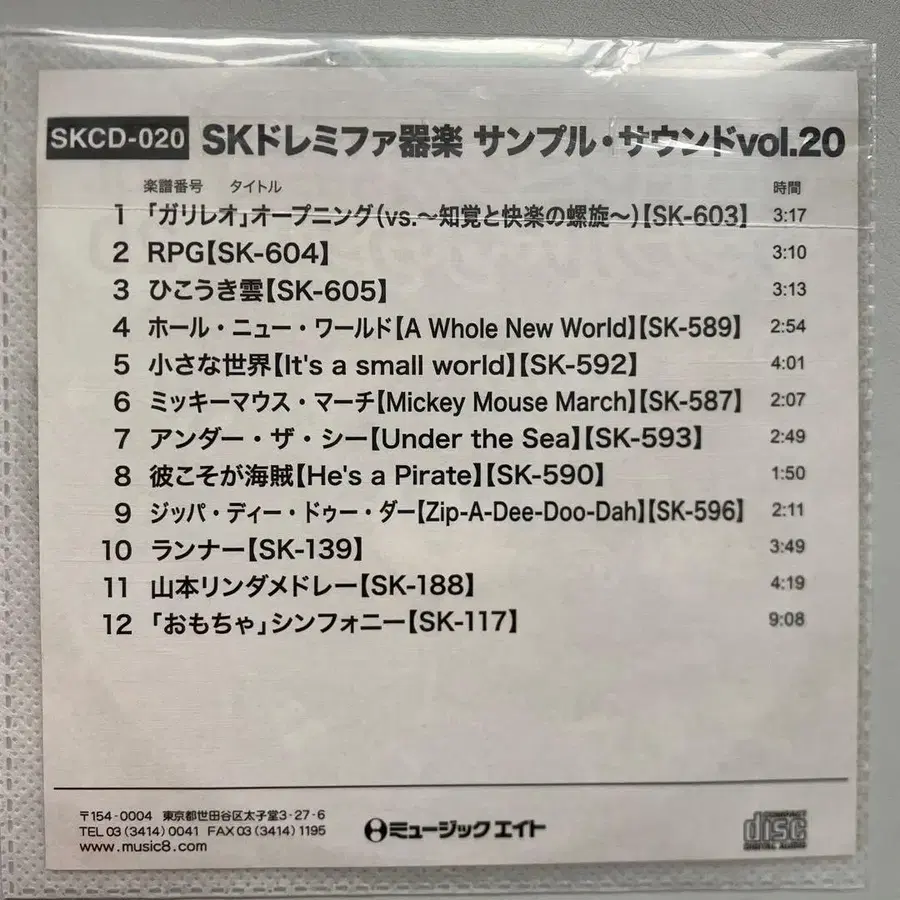 SKCD-020 SKドレミファ器楽 サンプル・サウンドvol.20
楽譜番号 タイトル 時間
1 「ガリレオ」オープニング(vs.〜知覚と快楽の螺旋〜)【SK-603】 3:17
2 RPG【SK-604】 3:10
3 ひこうき雲【SK-605】 3:13
4 ホール・ニュー・ワールド【A Whole New World】【SK-589】 2:54
5 小さな世界【It's a small world】【SK-592】 4:01
6 ミッキーマウス・マーチ【Mickey Mouse March】【SK-587】 2:07
7 アンダー・ザ・シー【Under the Sea】【SK-593】 2:49
8 彼こそが海賊【He's a Pirate】【SK-590】 1:50
9 ジッパ・ディー・ドゥー・ダー【Zip-A-Dee-Doo-Dah】【SK-596】 2:11
10 ランナー【SK-139】 3:49
11 山本リンダメドレー【SK-188】 4:19
12 「おもちゃ」シンフォニー【SK-117】 9:08
〒154-0004 東京都世田谷区太子堂3-27-6
TEL 03 (3414) 0041 FAX 03 (3414) 1195
www.music8.com
ミュージックエイト
COMPACT
disc
DIGITAL AUDIO